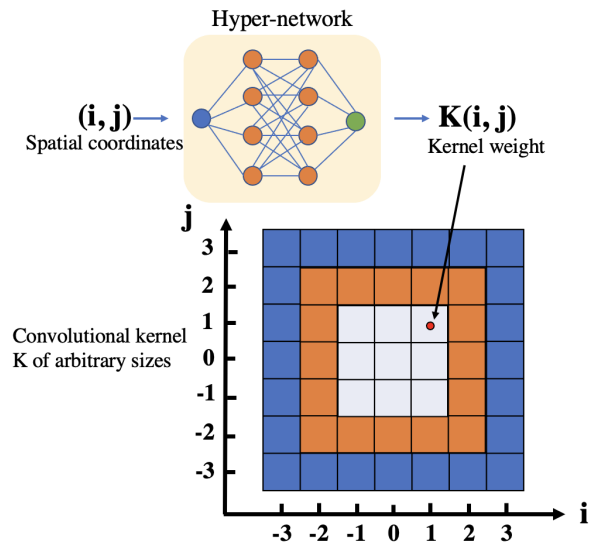 Hyper-network
(i, j)
Spatial coordinates
K(i, j)
Kernel weight
j
3
2
1
0
-1
-2
-3
Convolutional kernel
K of arbitrary sizes
-3 -2 -1 0 1 2 3
i